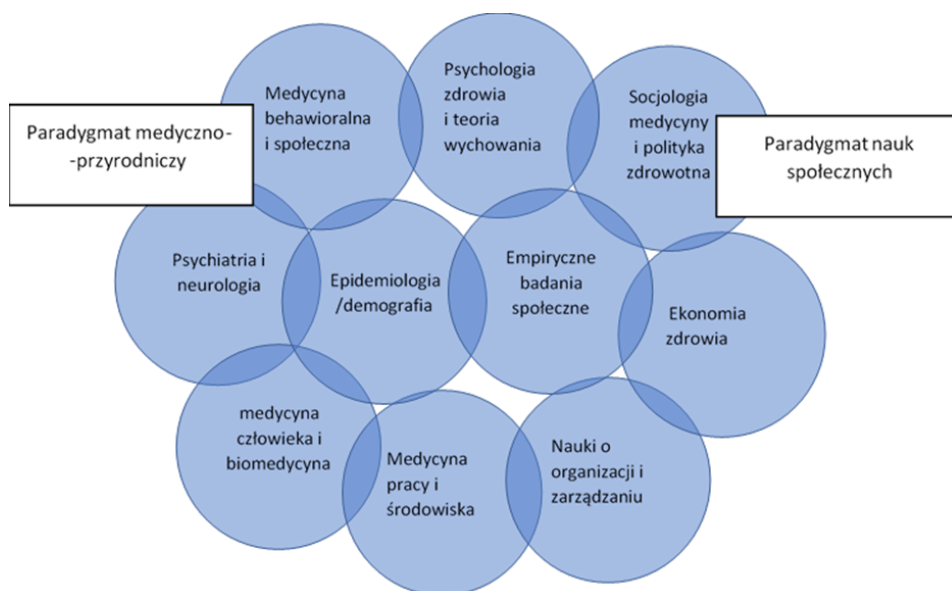 Psychologia
zdrowia
i teoria
wychowania
Medycyna
behawioralna
i społeczna
Socjologia
medycyny
i polityka
zdrowotna
Paradygmat medyczno-
-przyrodniczy
Paradygmat nauk
społecznych
Psychiatria i
neurologia
Epidemiologia
/demografia
Empiryczne
badania
społeczne
Ekonomia
zdrowia
medycyna
człowieka i
biomedycyna
Medycyna
pracy i
środowiska
Nauki o
organizacji i
zarządzaniu